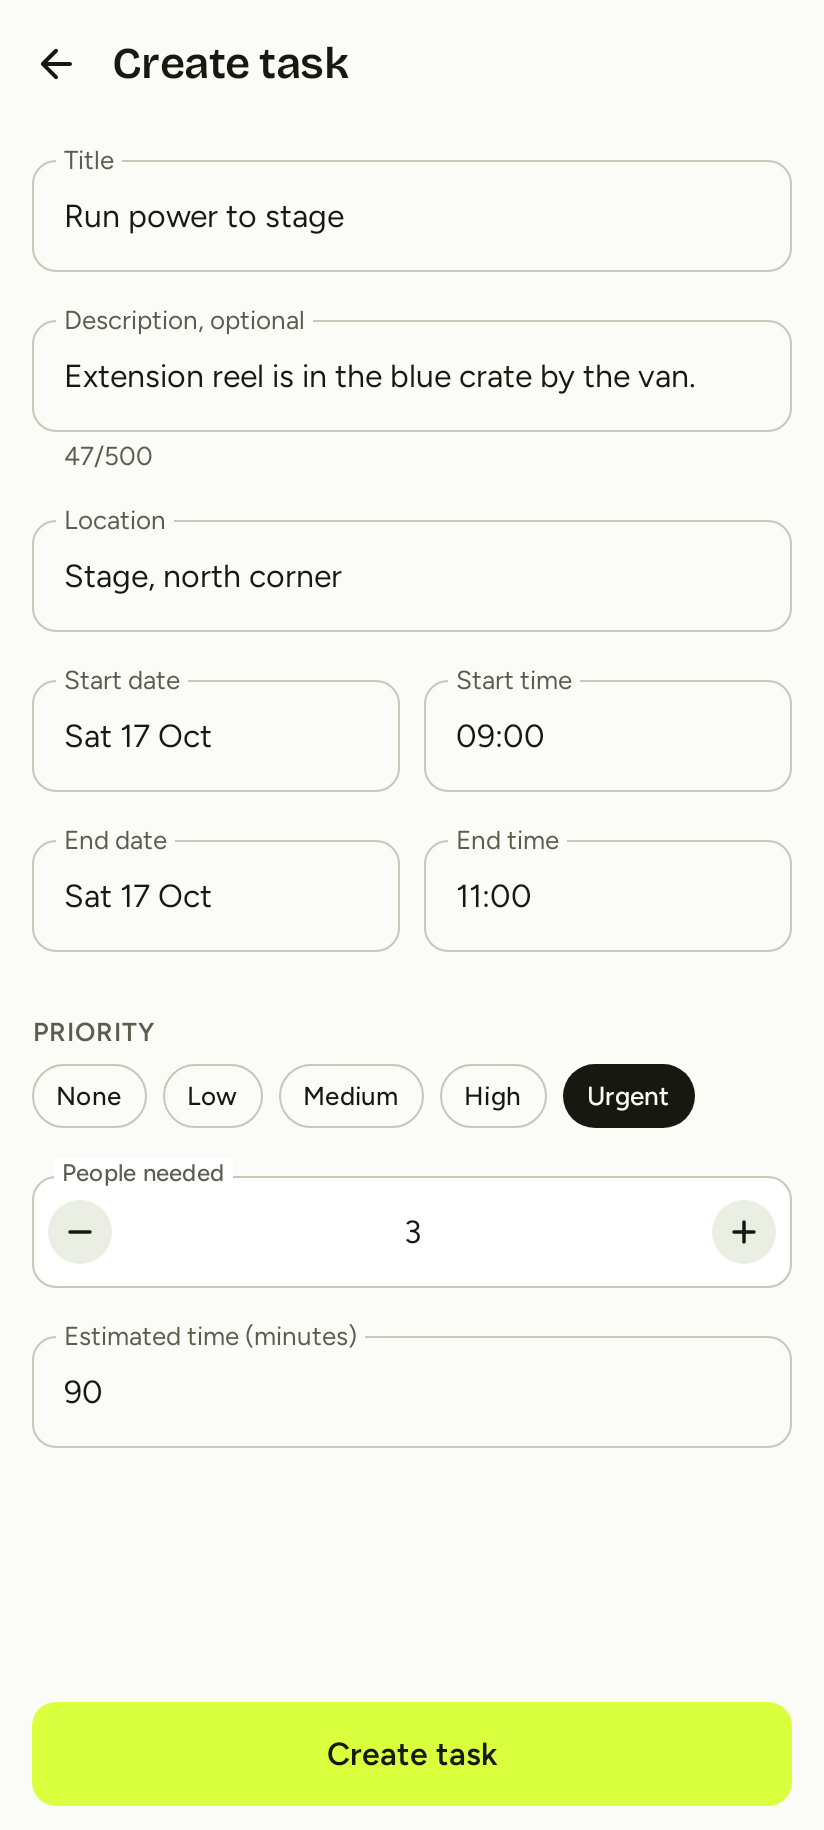 Create task
Title
Run power to stage
Description, optional
Extension reel is in the blue crate by the van.
47/500
Location
Stage, north corner
Start date
Start time
Sat 17 Oct
09:00
End date
End time
Sat 17 Oct
11:00
PRIORITY
None
Low
Medium
High
Urgent
People needed
3
Estimated time (minutes)
90
Create task